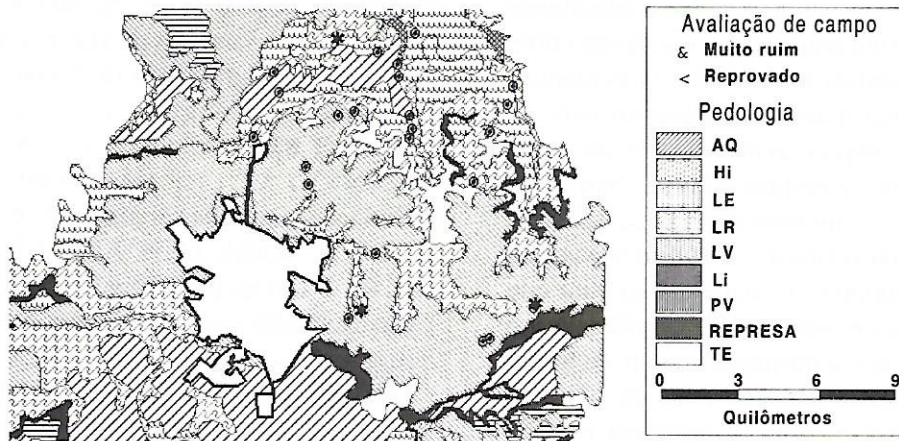 Avaliação de campo
& Muito ruim
< Reprovado
Pedologia
AQ
Hi
LE
LR
LV
Li
PV
REPRESA
TE
0 3 6 9
Quilômetros